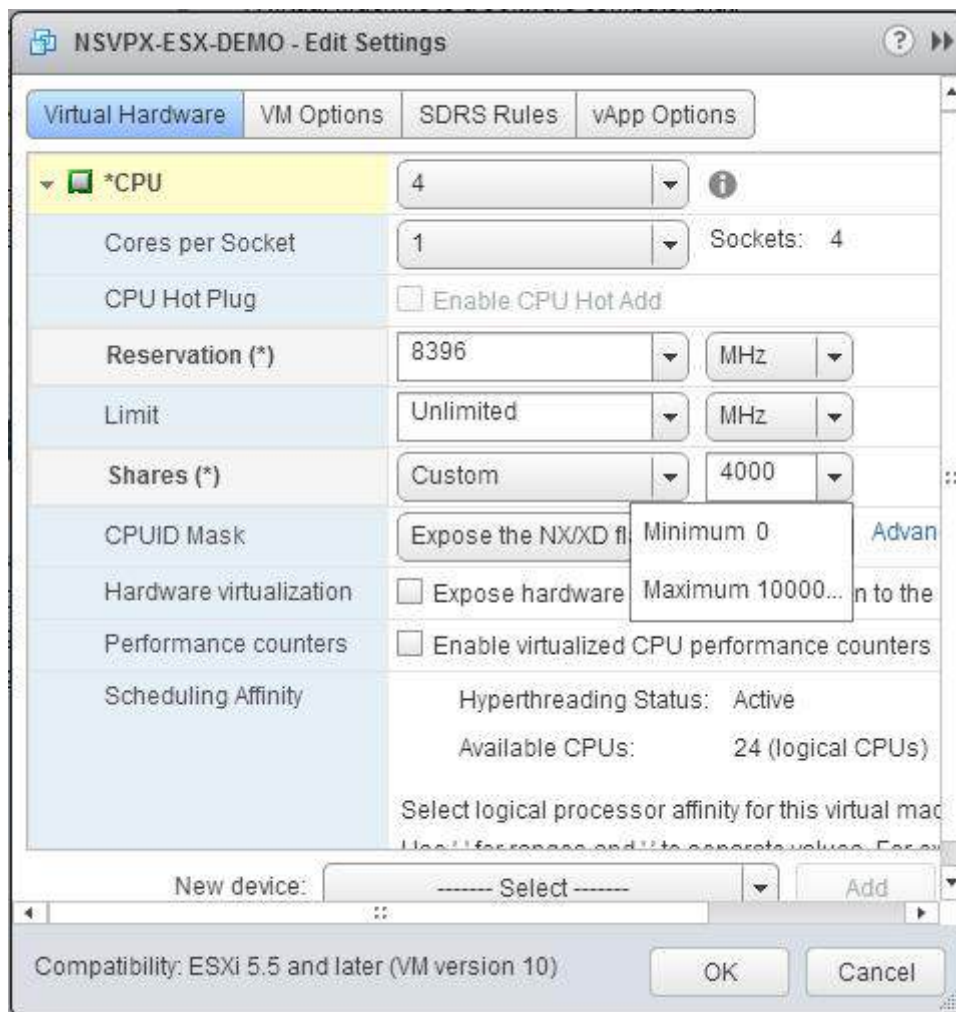 NSVPX-ESX-DEMO - Edit Settings
Virtual Hardware VM Options SDRS Rules vApp Options
*CPU 4
Cores per Socket 1 Sockets: 4
CPU Hot Plug Enable CPU Hot Add
Reservation (*) 8396 MHz
Limit Unlimited MHz
Shares (*) Custom 4000
CPUID Mask Expose the NX/XD fl Minimum 0 Advan
Hardware virtualization Expose hardware Maximum 10000... n to the
Performance counters Enable virtualized CPU performance counters
Scheduling Affinity Hyperthreading Status: Active
Available CPUs: 24 (logical CPUs)
Select logical processor affinity for this virtual mac
New device: ------- Select ------- Add
Compatibility: ESXi 5.5 and later (VM version 10) OK Cancel